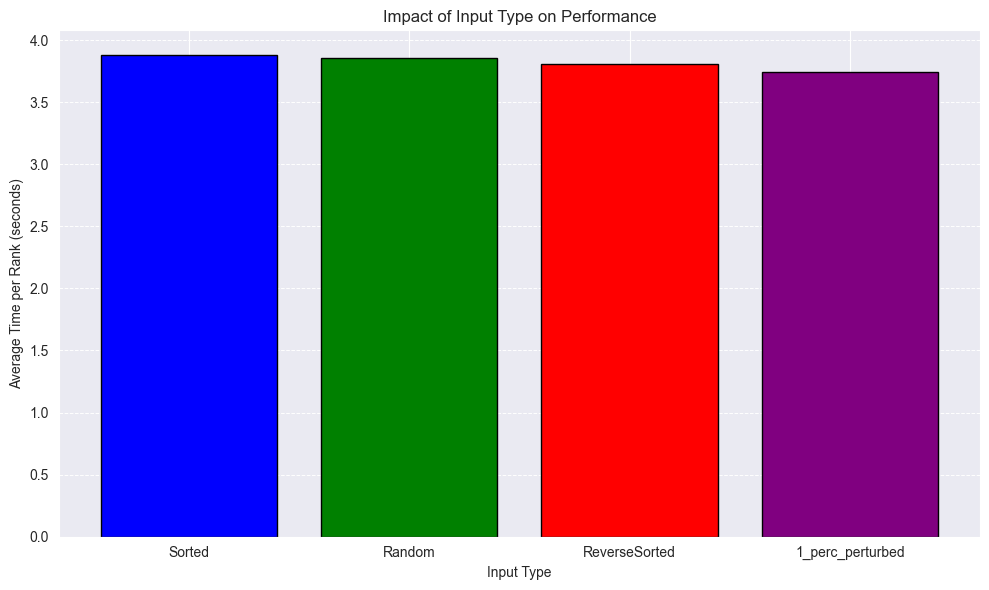 Impact of Input Type on Performance
Average Time per Rank (seconds)
4.0
3.5
3.0
2.5
2.0
1.5
1.0
0.5
0.0
Sorted
Random
ReverseSorted
1_perc_perturbed
Input Type